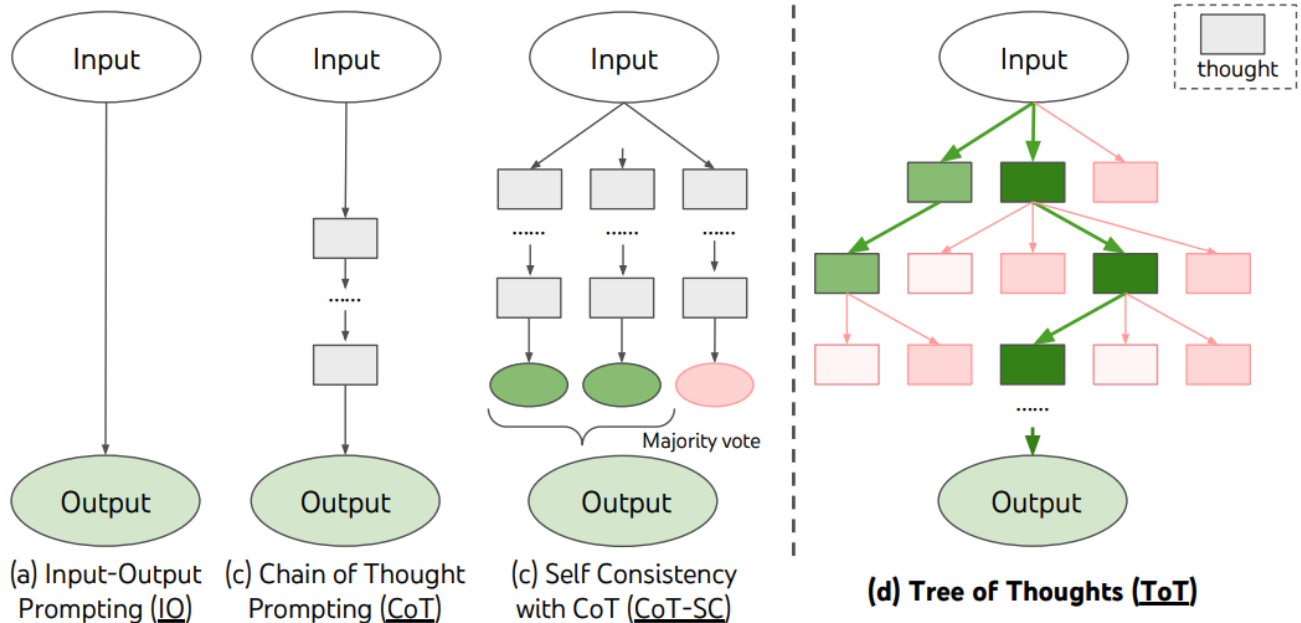 Input
Input
Input
Input
thought
......
......
......
......
......
Majority vote
Output
Output
Output
Output
(a) Input-Output
Prompting (IO)
(c) Chain of Thought
Prompting (CoT)
(c) Self Consistency
with CoT (CoT-SC)
(d) Tree of Thoughts (ToT)